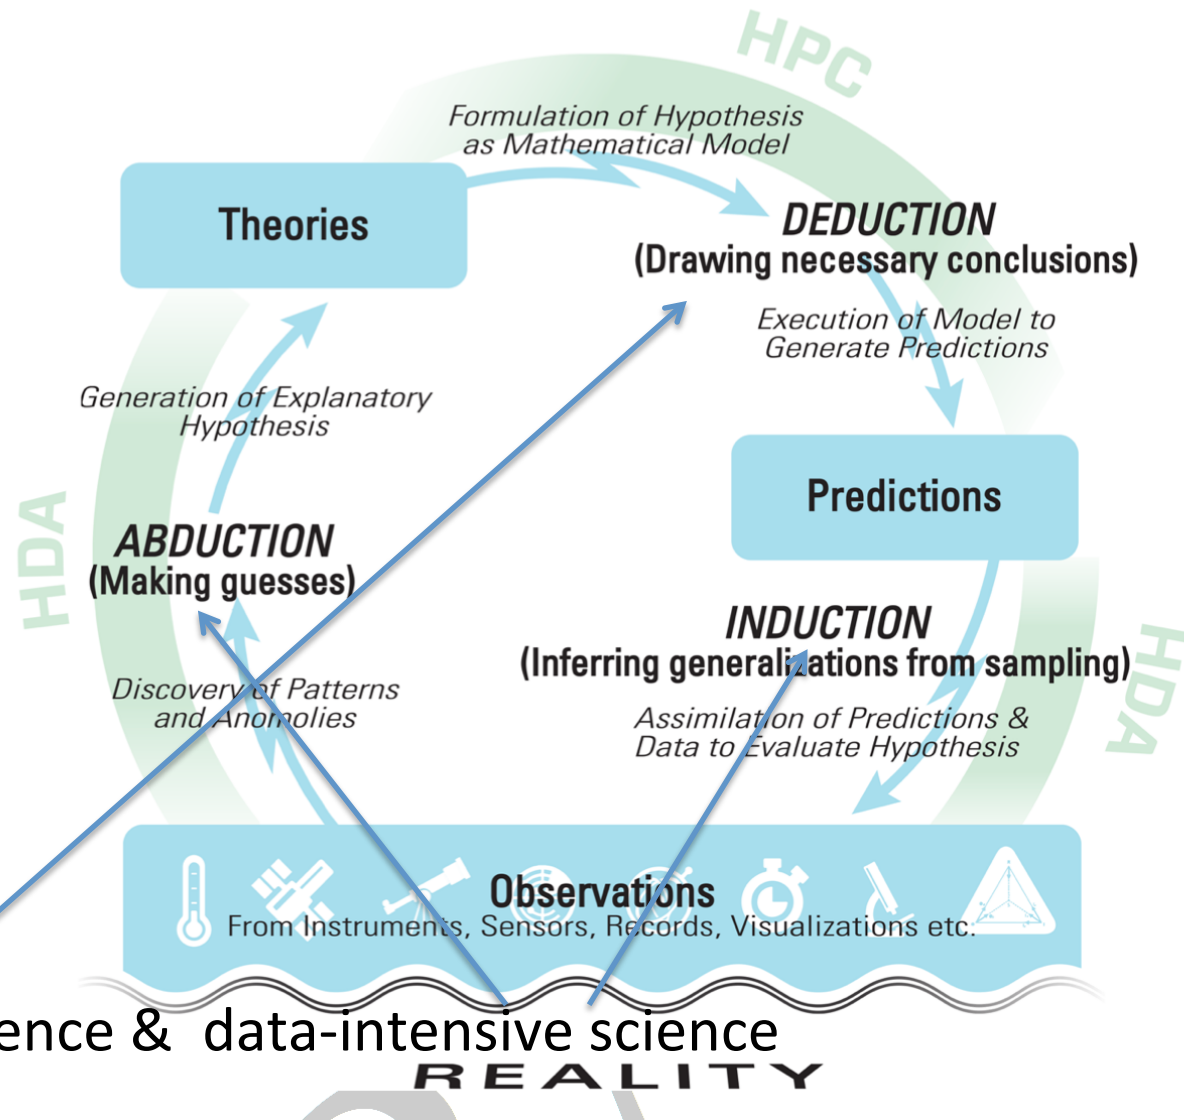 HPC
Formulation of Hypothesis
as Mathematical Model
Theories
DEDUCTION
(Drawing necessary conclusions)
Execution of Model to
Generate Predictions
Generation of Explanatory
Hypothesis
HDA
Predictions
ABDUCTION
(Making guesses)
INDUCTION
(Inferring generalizations from sampling)
HDA
Discovery of Patterns
and Anomolies
Assimilation of Predictions &
Data to Evaluate Hypothesis
Observations
From Instruments, Sensors, Records, Visualizations etc.
ence & data-intensive science
REALITY